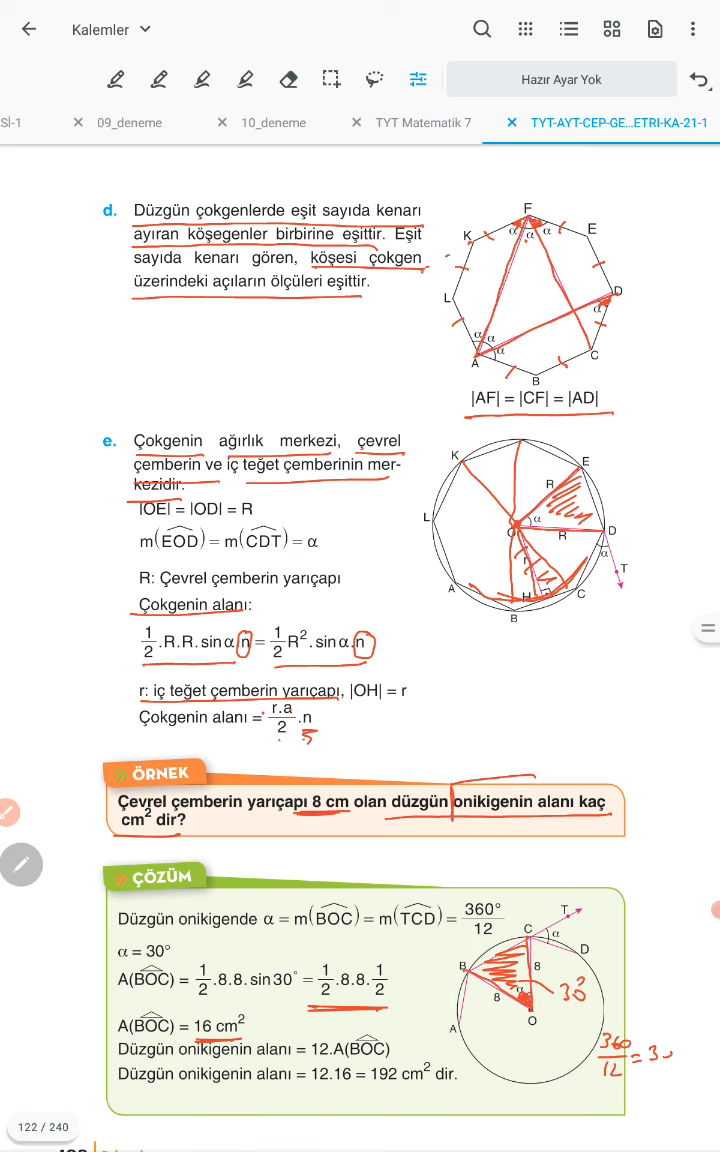 Kalemler
Hazır Ayar Yok
Sİ-1 × 09_deneme × 10_deneme × TYT Matematik 7 × TYT-AYT-CEP-GE...ETRI-KA-21-1
d. Düzgün çokgenlerde eşit sayıda kenarı
ayıran köşegenler birbirine eşittir. Eşit
sayıda kenarı gören, köşesi çokgen
üzerindeki açıların ölçüleri eşittir.
F
K E
α α α
L D
α
α α α
A C
B
|AF| = |CF| = |AD|
e. Çokgenin ağırlık merkezi, çevrel
çemberin ve iç teğet çemberinin mer-
kezidir.
|OE| = |OD| = R
m(EOD) = m(CDT) = α
R: Çevrel çemberin yarıçapı
Çokgenin alanı:
1/2 .R.R. sin α.n = 1/2 R². sin α.n
r: iç teğet çemberin yarıçapı, |OH| = r
Çokgenin alanı = r.a/2 .n
K E
R
L α
O R D
r α
T
A H C
B
ÖRNEK
Çevrel çemberin yarıçapı 8 cm olan düzgün onikigenin alanı kaç
cm² dir?
ÇÖZÜM
Düzgün onikigende α = m(BOC) = m(TCD) = 360°/12
α = 30°
A(BOC) = 1/2 .8.8. sin30° = 1/2 .8.8. 1/2
A(BOC) = 16 cm²
Düzgün onikigenin alanı = 12.A(BOC)
Düzgün onikigenin alanı = 12.16 = 192 cm² dir.
T
C α
D
B 8
8 α 30°
O
A
360/12 = 30
122 / 240